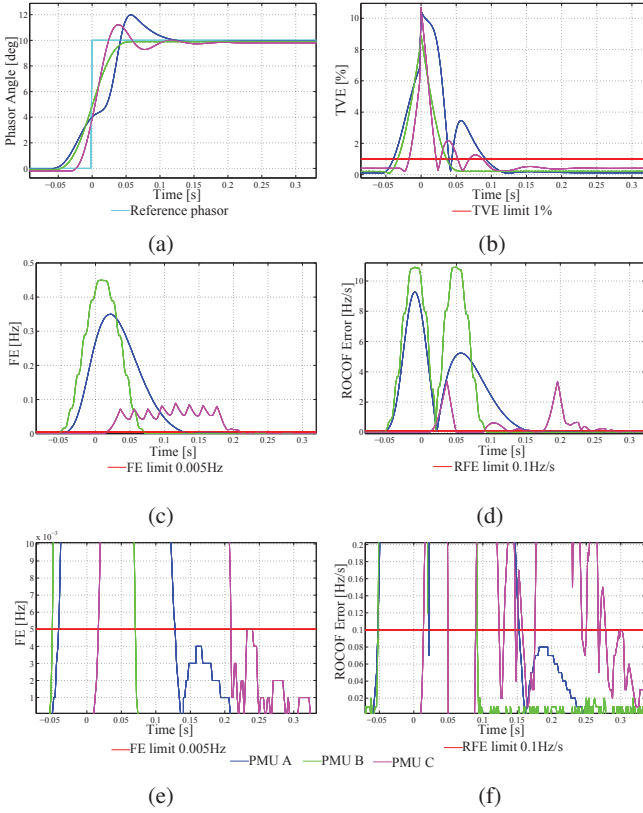 Phasor Angle [deg]
12
10
8
6
4
2
0
−0.05 0 0.05 0.1 0.15 0.2 0.25 0.3
Time [s]
Reference phasor
(a)
TVE [%]
10
8
6
4
2
0
−0.05 0 0.05 0.1 0.15 0.2 0.25 0.3
Time [s]
TVE limit 1%
(b)
FE [Hz]
0.5
0.4
0.3
0.2
0.1
0
−0.05 0 0.05 0.1 0.15 0.2 0.25 0.3
Time [s]
FE limit 0.005Hz
(c)
ROCOF Error [Hz/s]
10
8
6
4
2
0
−0.05 0 0.05 0.1 0.15 0.2 0.25 0.3
Time [s]
RFE limit 0.1Hz/s
(d)
x 10⁻³
FE [Hz]
10
9
8
7
6
5
4
3
2
1
−0.05 0 0.05 0.1 0.15 0.2 0.25 0.3
Time [s]
FE limit 0.005Hz
(e)
ROCOF Error [Hz/s]
0.2
0.18
0.16
0.14
0.12
0.1
0.08
0.06
0.04
0.02
−0.05 0 0.05 0.1 0.15 0.2 0.25 0.3
Time [s]
RFE limit 0.1Hz/s
PMU A PMU B PMU C
(f)